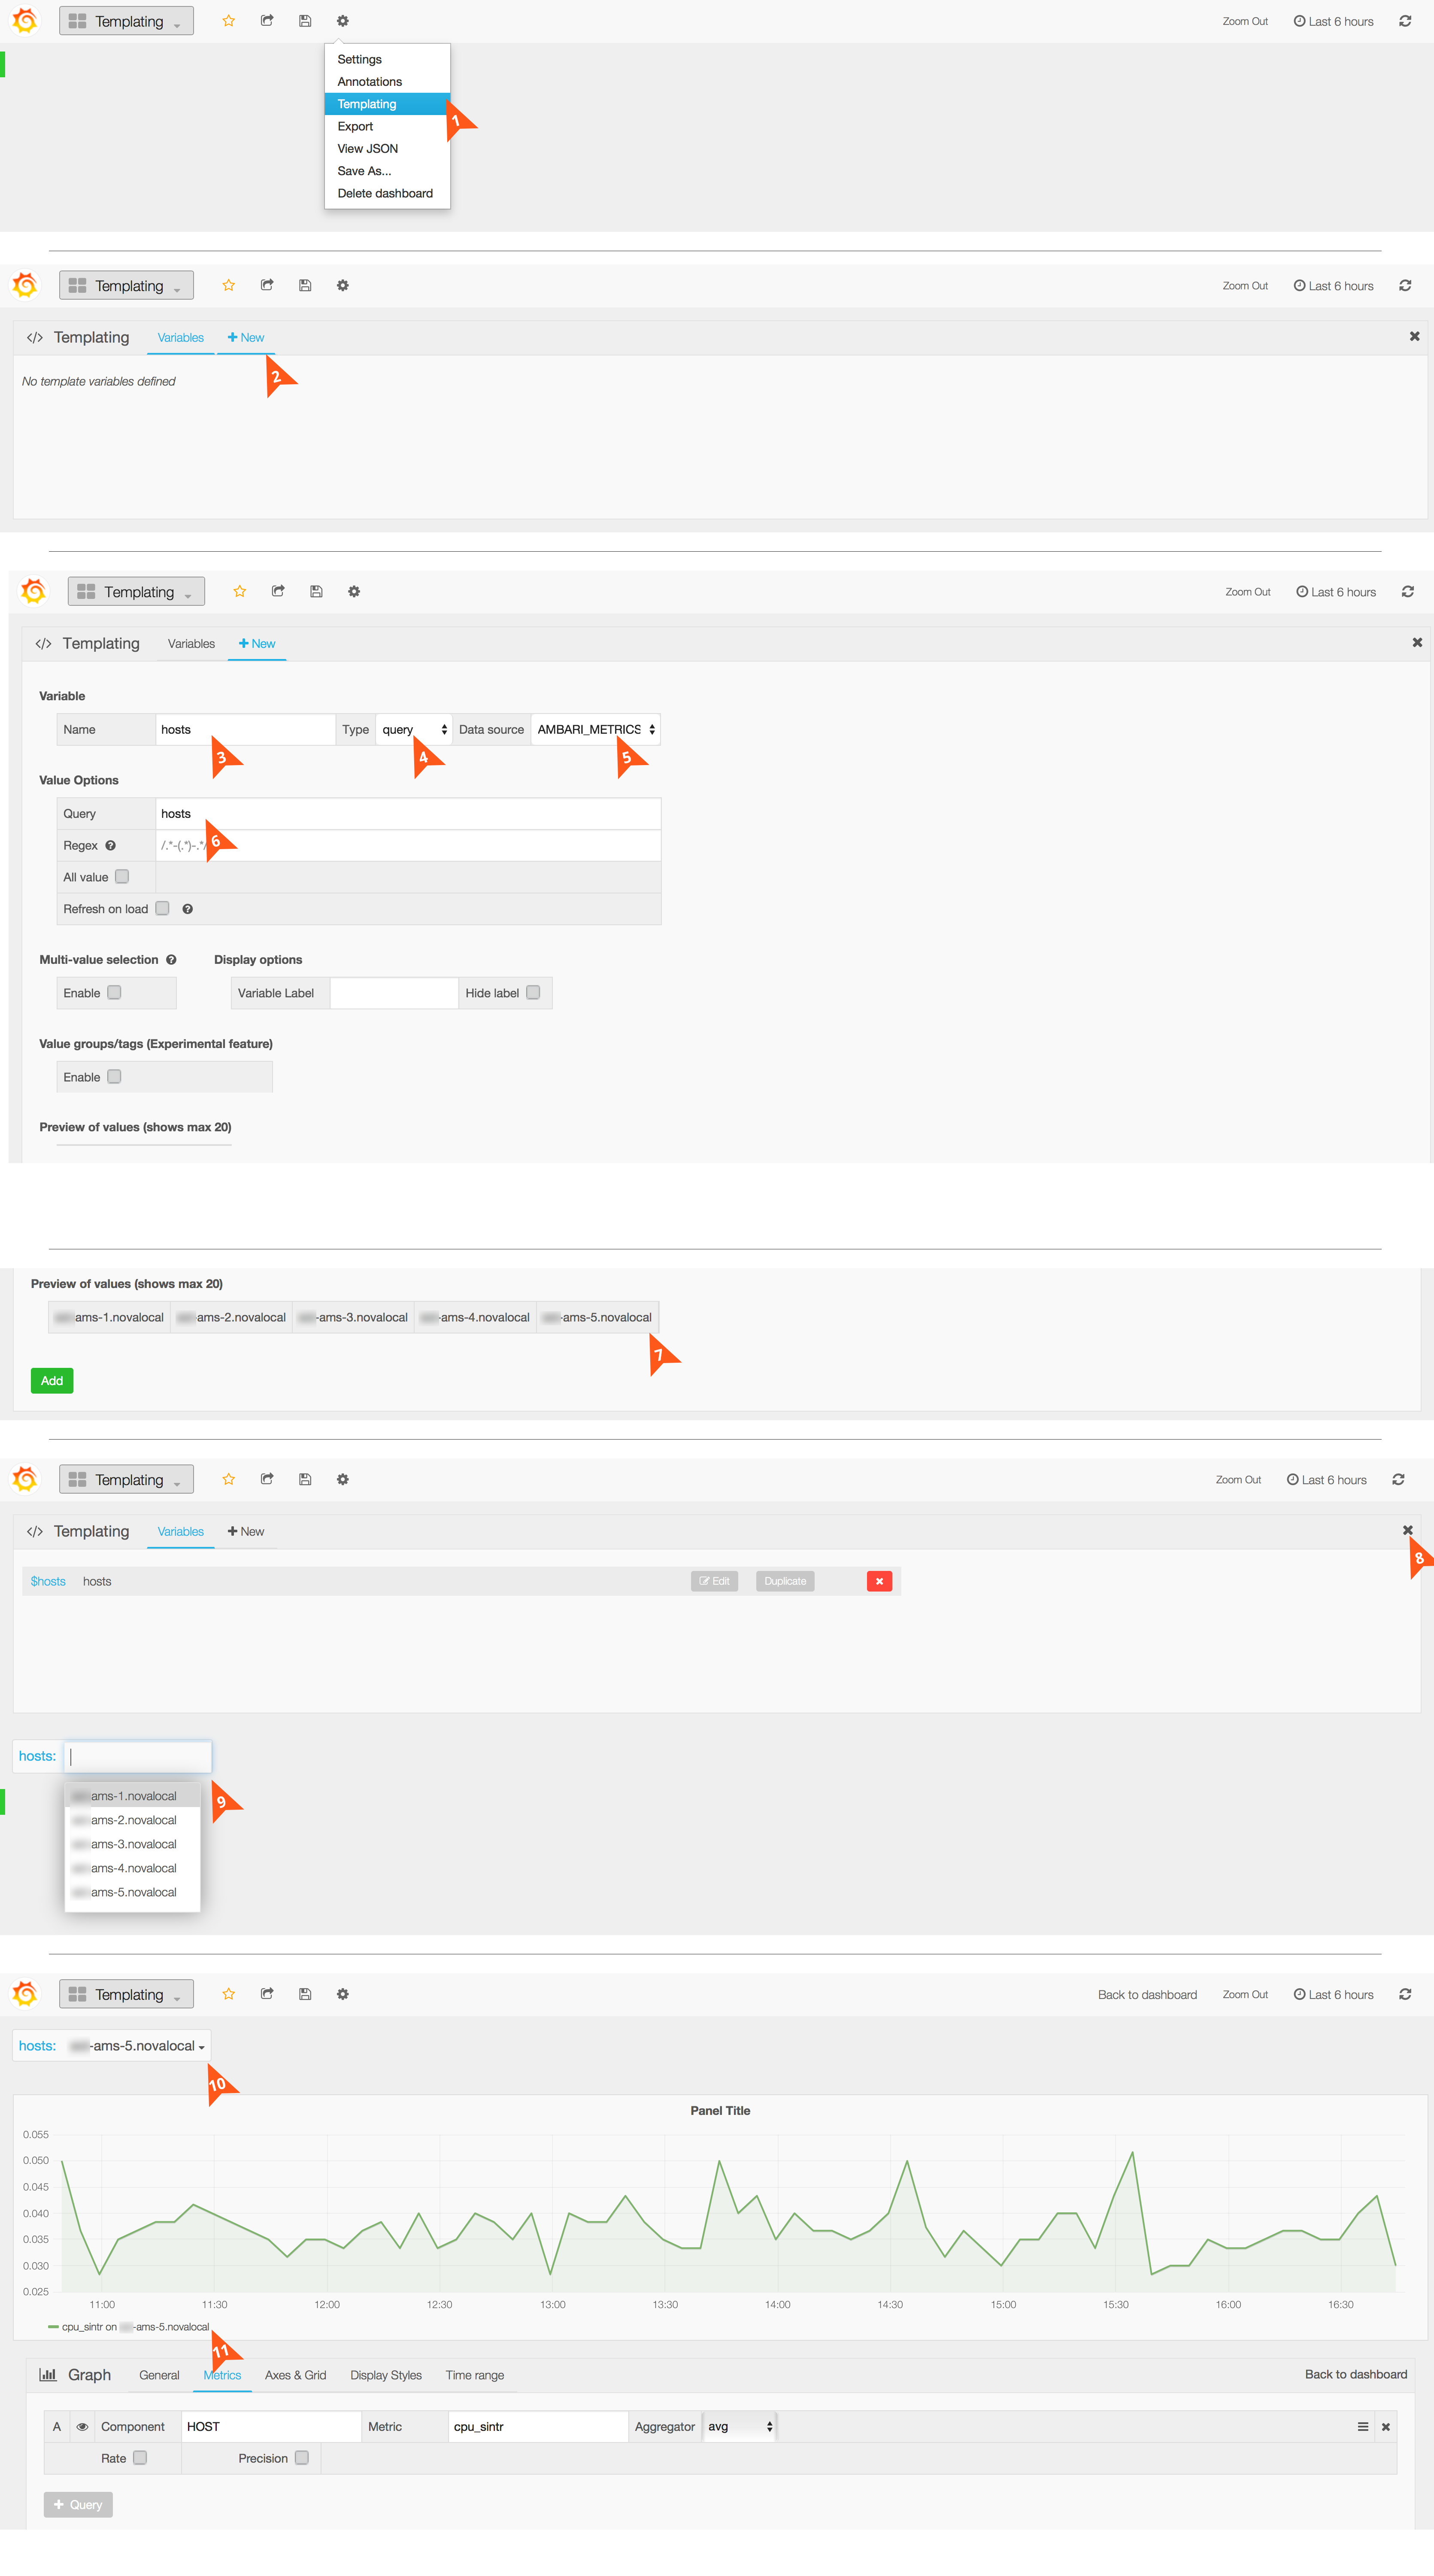 Templating
Zoom Out Last 6 hours
Settings
Annotations
Templating
1
Export
View JSON
Save As...
Delete dashboard
Templating
Zoom Out Last 6 hours
Templating Variables New
2
No template variables defined
Templating
Zoom Out Last 6 hours
Templating Variables New
Variable
Name hosts Type query Data source AMBARI_METRICS
3 4 5
Value Options
Query hosts
6
Regex /.*-(.*)-.*/
All value
Refresh on load
Multi-value selection Display options
Enable Variable Label Hide label
Value groups/tags (Experimental feature)
Enable
Preview of values (shows max 20)
Preview of values (shows max 20)
ams-1.novalocal ams-2.novalocal -ams-3.novalocal -ams-4.novalocal -ams-5.novalocal
7
Add
Templating
Zoom Out Last 6 hours
Templating Variables New
8
$hosts hosts Edit Duplicate
hosts:
9
ams-1.novalocal
ams-2.novalocal
ams-3.novalocal
ams-4.novalocal
ams-5.novalocal
Templating
Back to dashboard Zoom Out Last 6 hours
hosts: -ams-5.novalocal
10
Panel Title
0.055
0.050
0.045
0.040
0.035
0.030
0.025
11:00 11:30 12:00 12:30 13:00 13:30 14:00 14:30 15:00 15:30 16:00 16:30
cpu_sintr on -ams-5.novalocal
11
Graph General Metrics Axes & Grid Display Styles Time range Back to dashboard
A Component HOST Metric cpu_sintr Aggregator avg
Rate Precision
+ Query